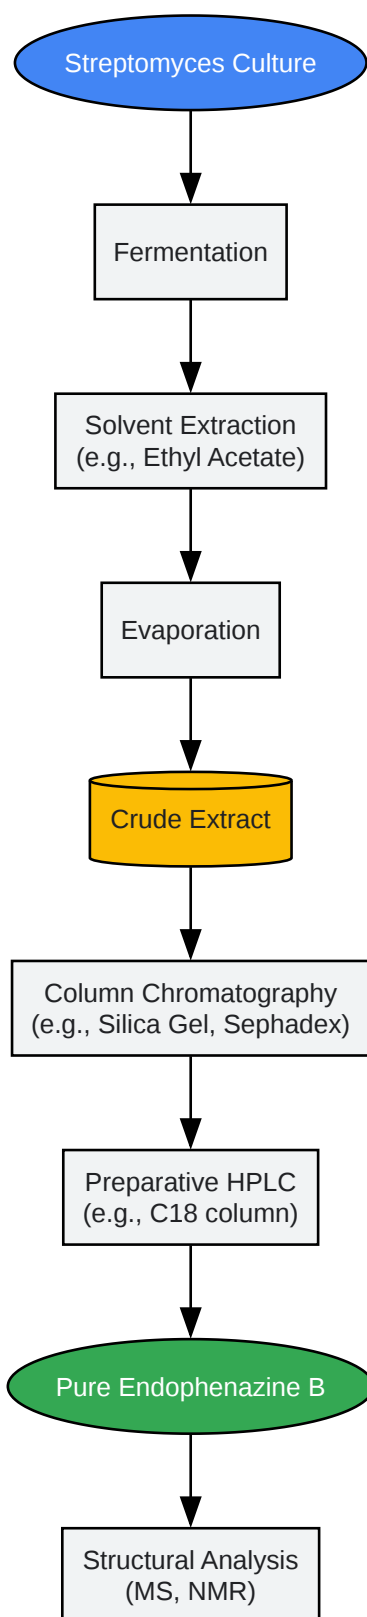 Streptomyces Culture
Fermentation
Solvent Extraction
(e.g., Ethyl Acetate)
Evaporation
Crude Extract
Column Chromatography
(e.g., Silica Gel, Sephadex)
Preparative HPLC
(e.g., C18 column)
Pure Endophenazine B
Structural Analysis
(MS, NMR)